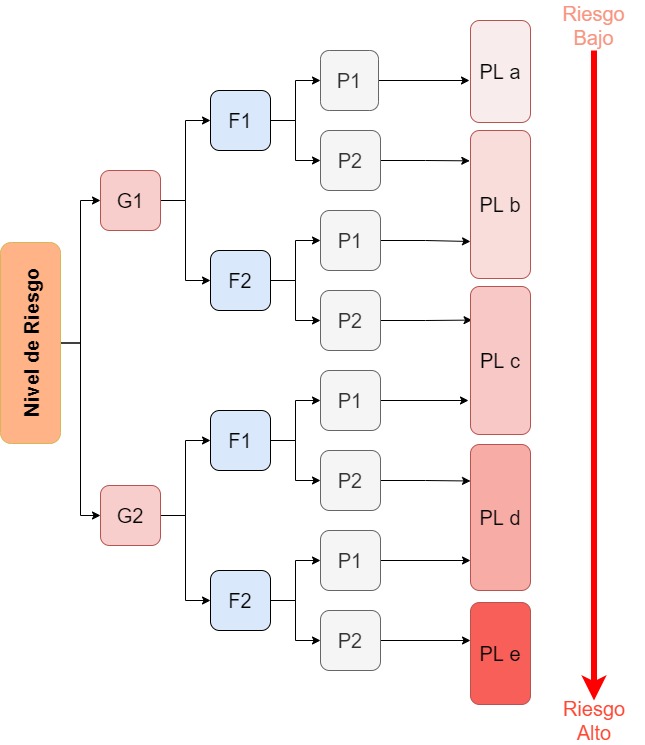 Riesgo
Bajo
P1
PL a
F1
P2
PL b
G1
P1
F2
Nivel de Riesgo
P2
PL c
P1
F1
P2
PL d
G2
P1
F2
P2
PL e
Riesgo
Alto